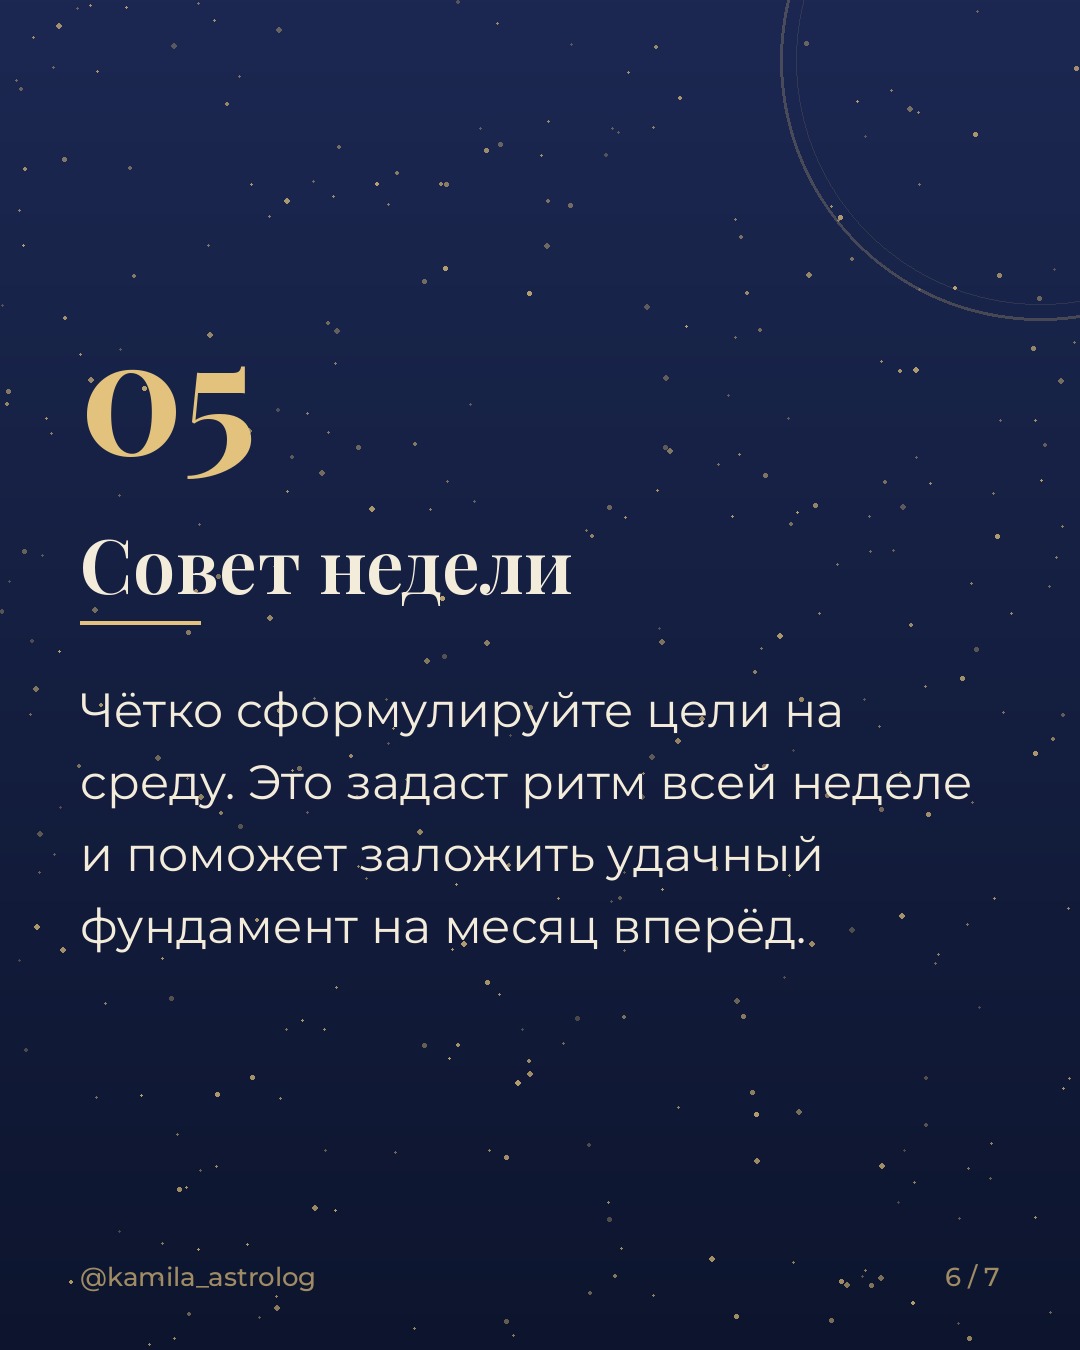 05
Совет недели
Чётко сформулируйте цели на
среду. Это задаст ритм всей неделе
и поможет заложить удачный
фундамент на месяц вперёд.
@kamila_astrolog
6 / 7